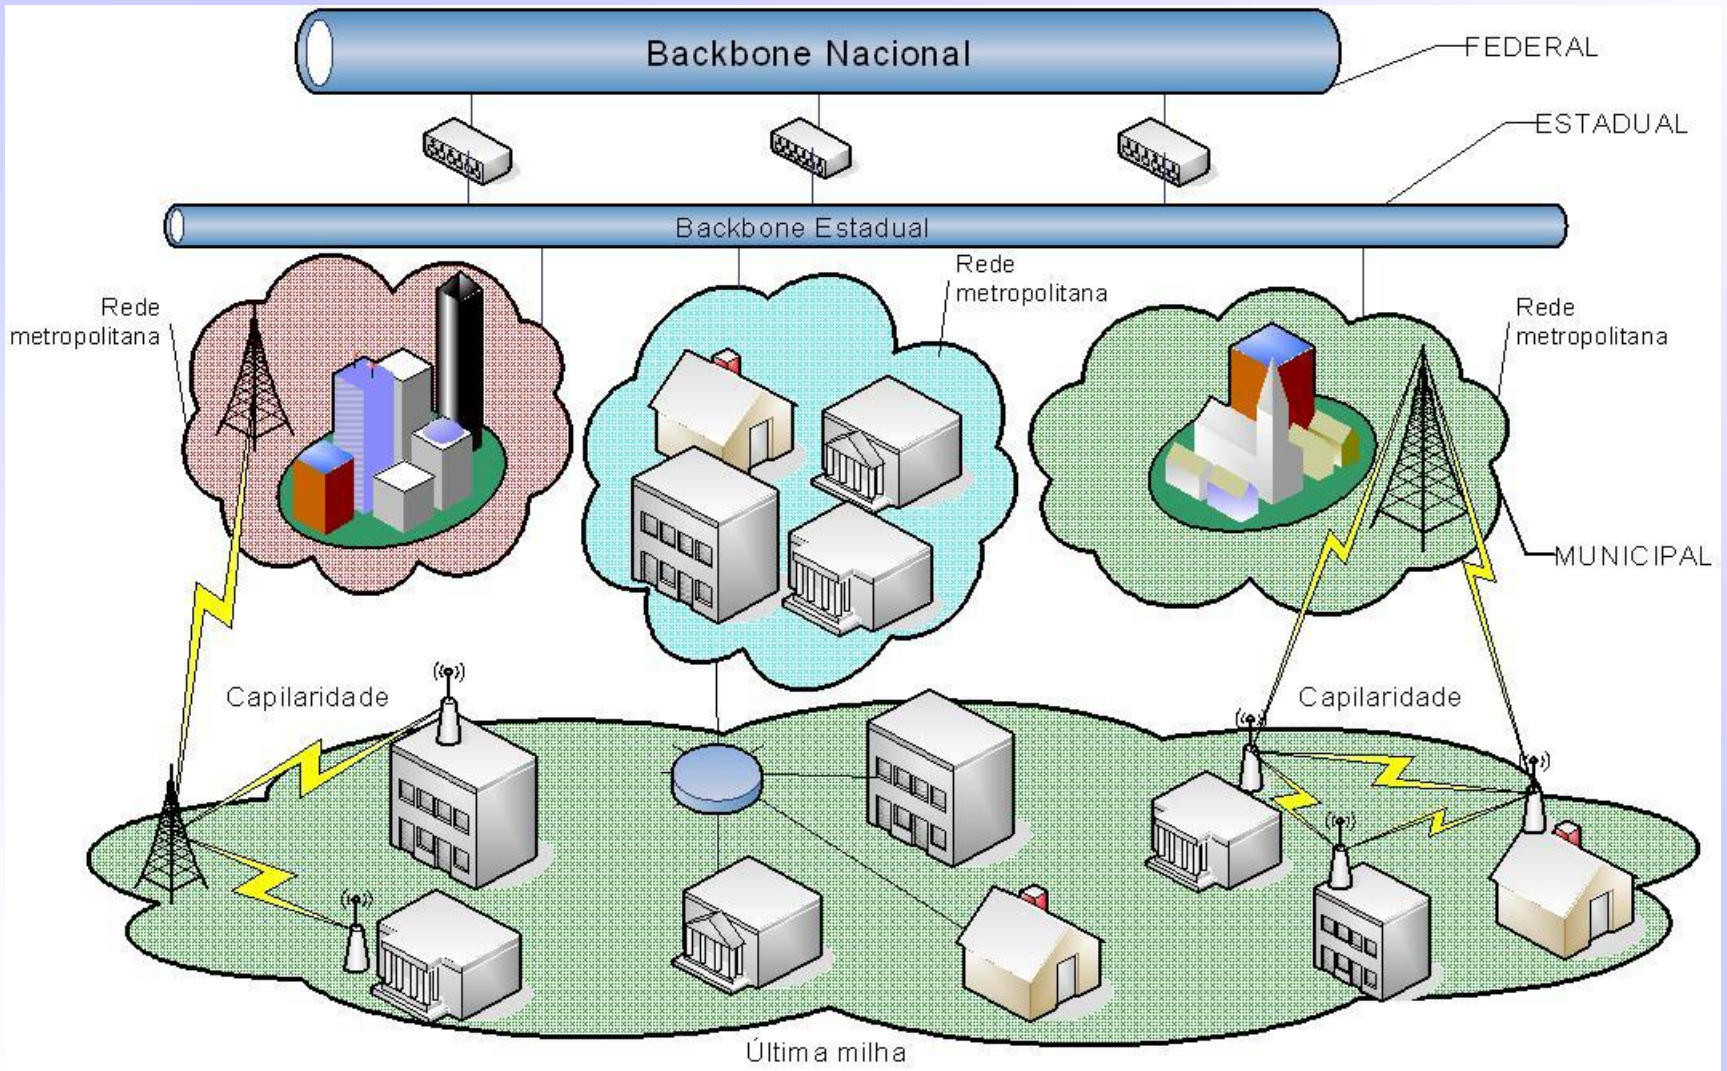 Backbone Nacional
FEDERAL
ESTADUAL
Backbone Estadual
Rede
metropolitana
Rede
metropolitana
Rede
metropolitana
MUNICIPAL
Capilaridade
Capilaridade
Última milha